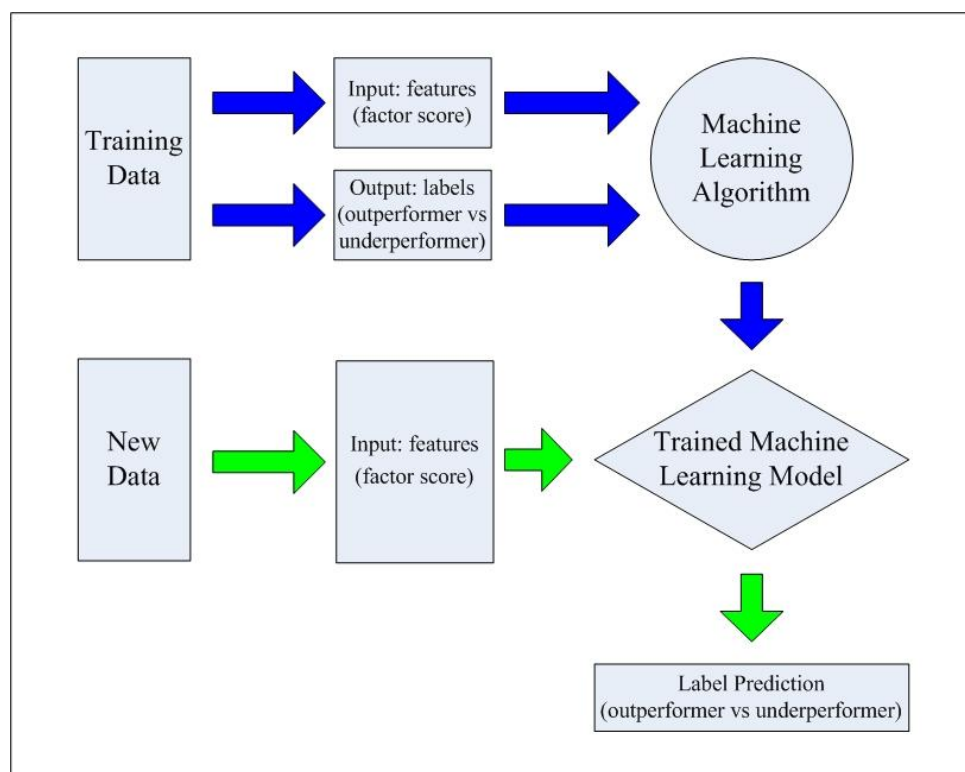 Training
Data
Input: features
(factor score)
Output: labels
(outperformer vs
underperformer)
Machine
Learning
Algorithm
New
Data
Input: features
(factor score)
Trained Machine
Learning Model
Label Prediction
(outperformer vs underperformer)